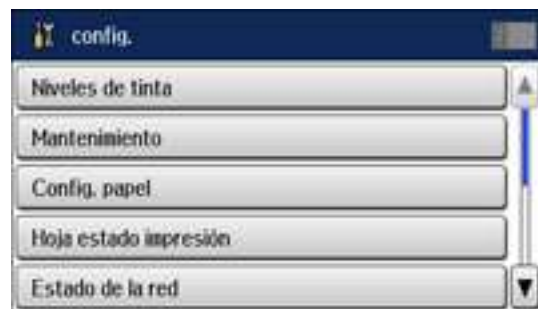 config.
Niveles de tinta
Mantenimiento
Config. papel
Hoja estado impresión
Estado de la red